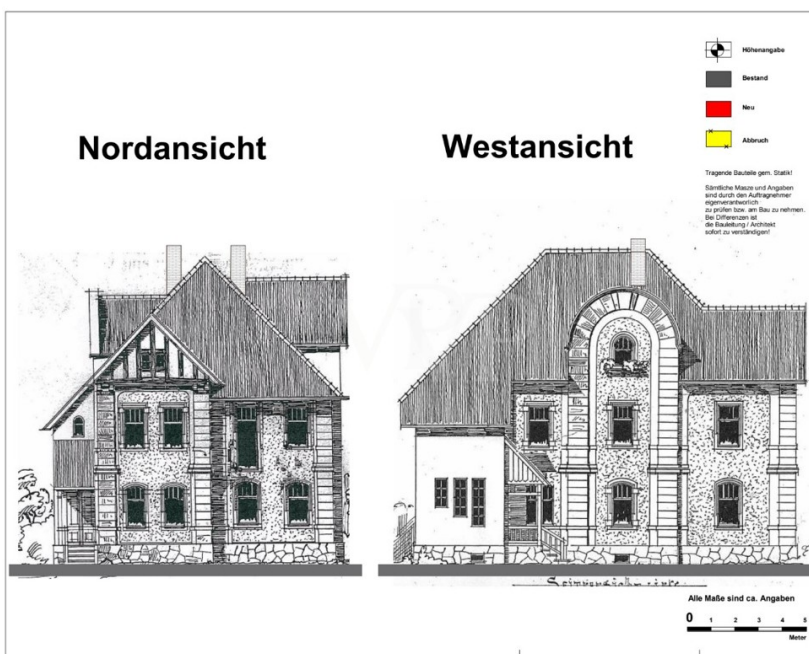 Nordansicht
Westansicht
Höhenangabe
Bestand
Neu
Abbruch
Tragende Bauteile gem. Statik!
Sämtliche Masze und Angaben
sind durch den Auftragnehmer
eigenverantworlich
zu prüfen bzw. am Bau zu nehmen.
Bei Differenzen ist
die Bauleitung / Architekt
sofort zu verständigen!
Alle Maße sind ca. Angaben
0 1 2 3 4 5
Meter